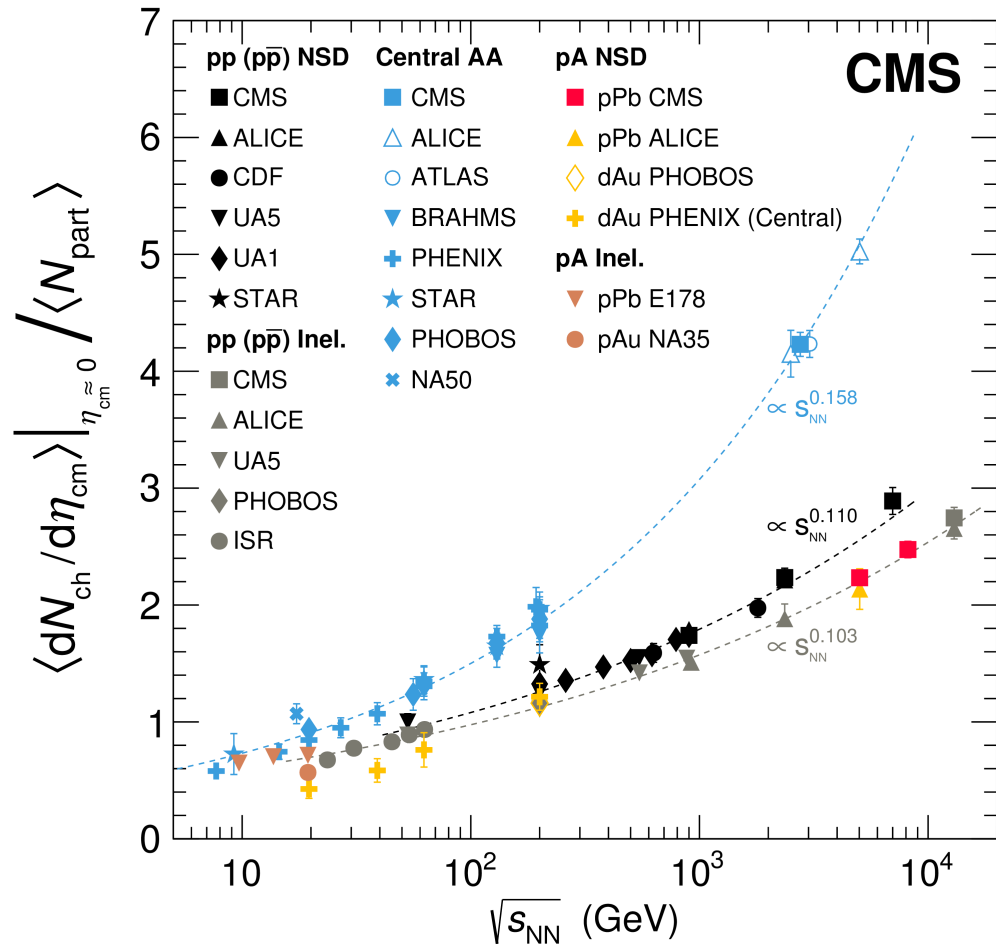 CMS
pp (pp̅) NSD
CMS
ALICE
CDF
UA5
UA1
STAR
pp (pp̅) Inel.
CMS
ALICE
UA5
PHOBOS
ISR
Central AA
CMS
ALICE
ATLAS
BRAHMS
PHENIX
STAR
PHOBOS
NA50
pA NSD
pPb CMS
pPb ALICE
dAu PHOBOS
dAu PHENIX (Central)
pA Inel.
pPb E178
pAu NA35
∝ s_NN^0.158
∝ s_NN^0.110
∝ s_NN^0.103
⟨dN_ch/dη_cm⟩|_η_cm≈0 / ⟨N_part⟩
7
6
5
4
3
2
1
0
10
10^2
10^3
10^4
√s_NN (GeV)